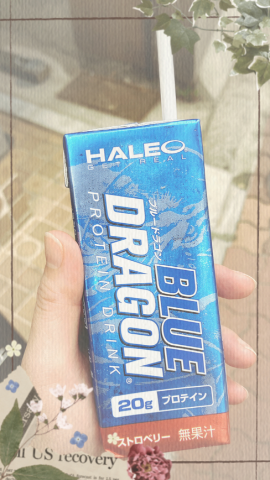 HALEO
GET REAL
BLUE
ブルードラゴン
DRAGON®
PROTEIN DRINK
20g プロテイン
ストロベリー 無果汁
US recovery